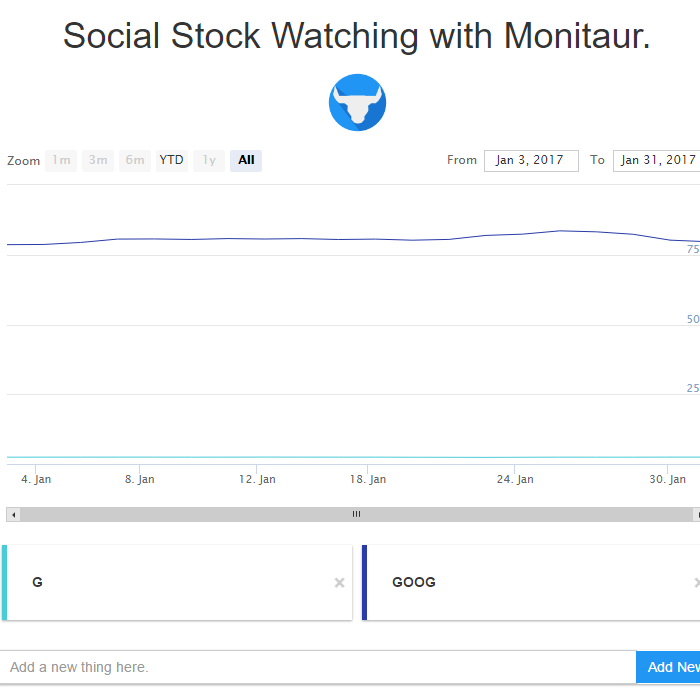 Social Stock Watching with Monitaur.
Zoom 1m 3m 6m YTD 1y All From Jan 3, 2017 To Jan 31, 2017
75
50
25
4. Jan 8. Jan 12. Jan 18. Jan 24. Jan 30. Jan
G × GOOG ×
Add a new thing here. Add New